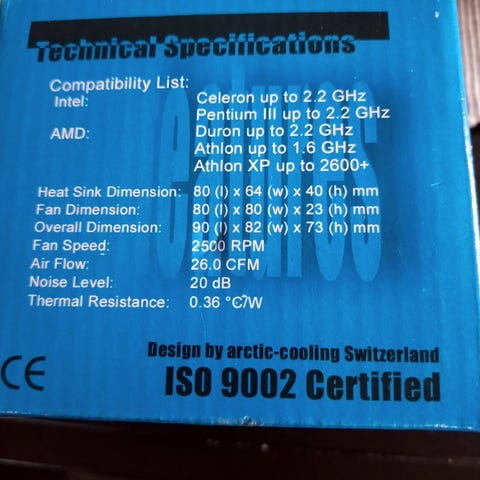 Technical Specifications
Compatibility List:
Intel: Celeron up to 2.2 GHz
Pentium III up to 2.2 GHz
AMD: Duron up to 2.2 GHz
Athlon up to 1.6 GHz
Athlon XP up to 2600+
Heat Sink Dimension: 80 (l) x 64 (w) x 40 (h) mm
Fan Dimension: 80 (l) x 80 (w) x 23 (h) mm
Overall Dimension: 90 (l) x 82 (w) x 73 (h) mm
Fan Speed: 2500 RPM
Air Flow: 26.0 CFM
Noise Level: 20 dB
Thermal Resistance: 0.36 °C/W
Design by arctic-cooling Switzerland
CE ISO 9002 Certified